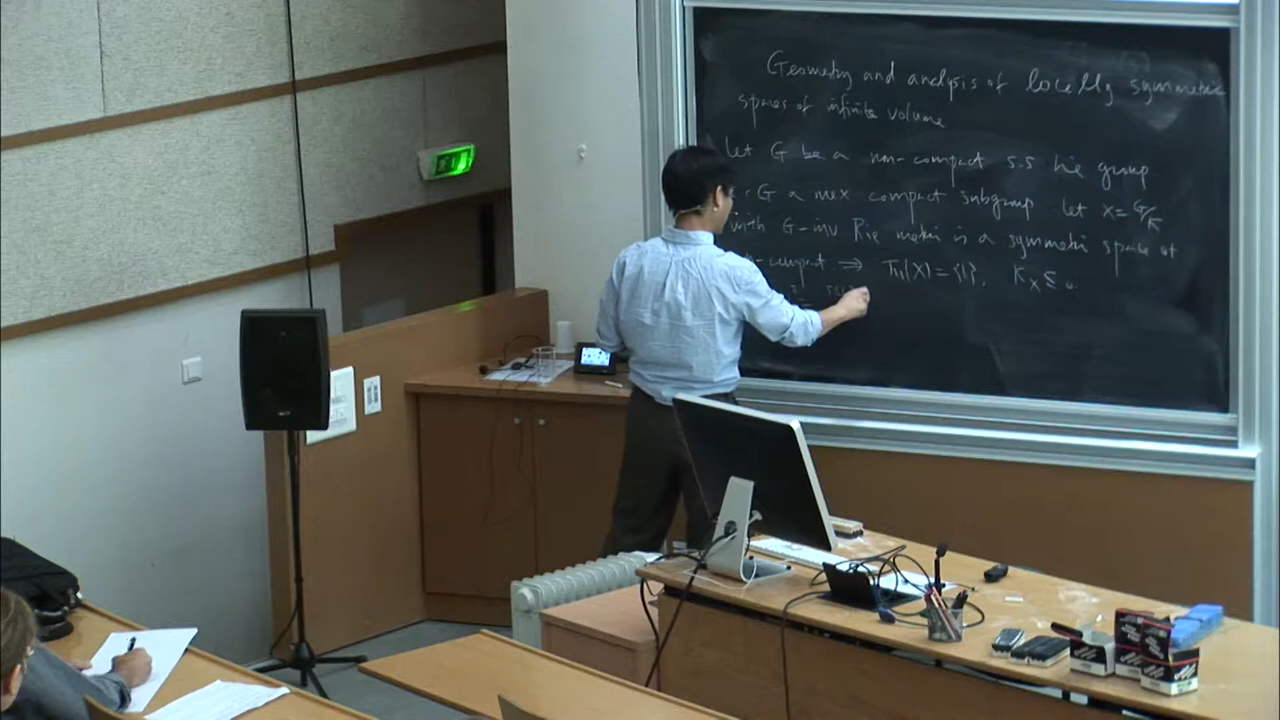 Geometry and analysis of locally symmetric
spaces of infinite volume
Let G be a non-compact s.s Lie group
G a max compact subgroup let X = G/K
with G-inv Rie metric is a symmetric space of
compact ⇒ π₁(X) = {1}, K_X ≤ 0